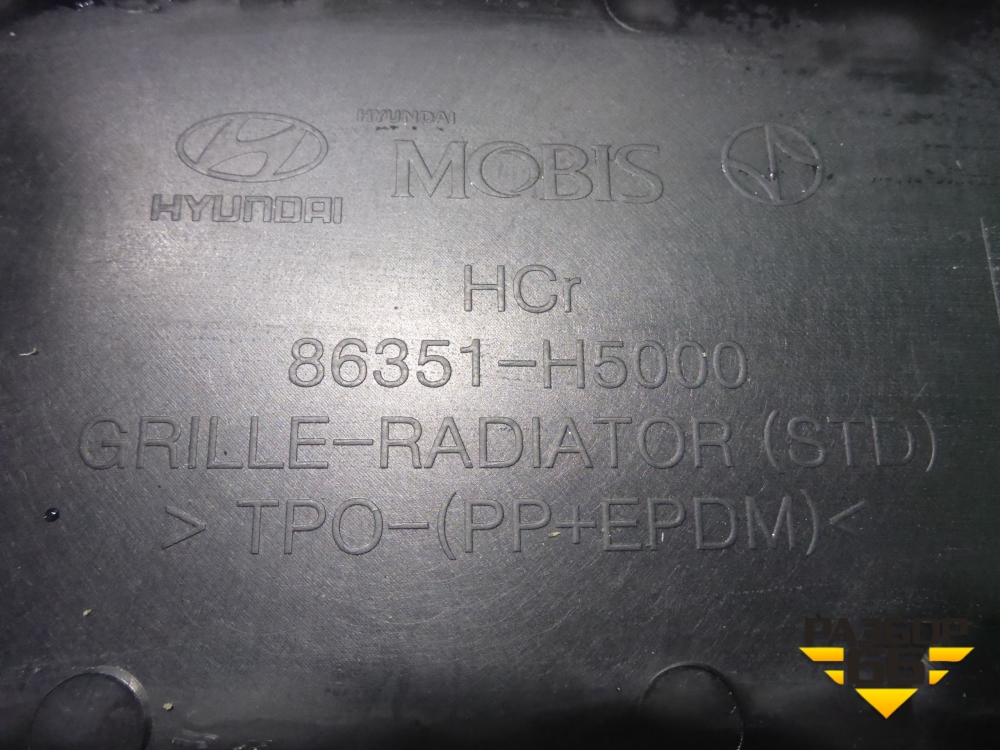 HYUNDAI
HYUNDAI
MOBIS
HCr
86351-H5000
GRILLE-RADIATOR (STD)
> TPO-(PP+EPDM) <
РАЗБОР
66